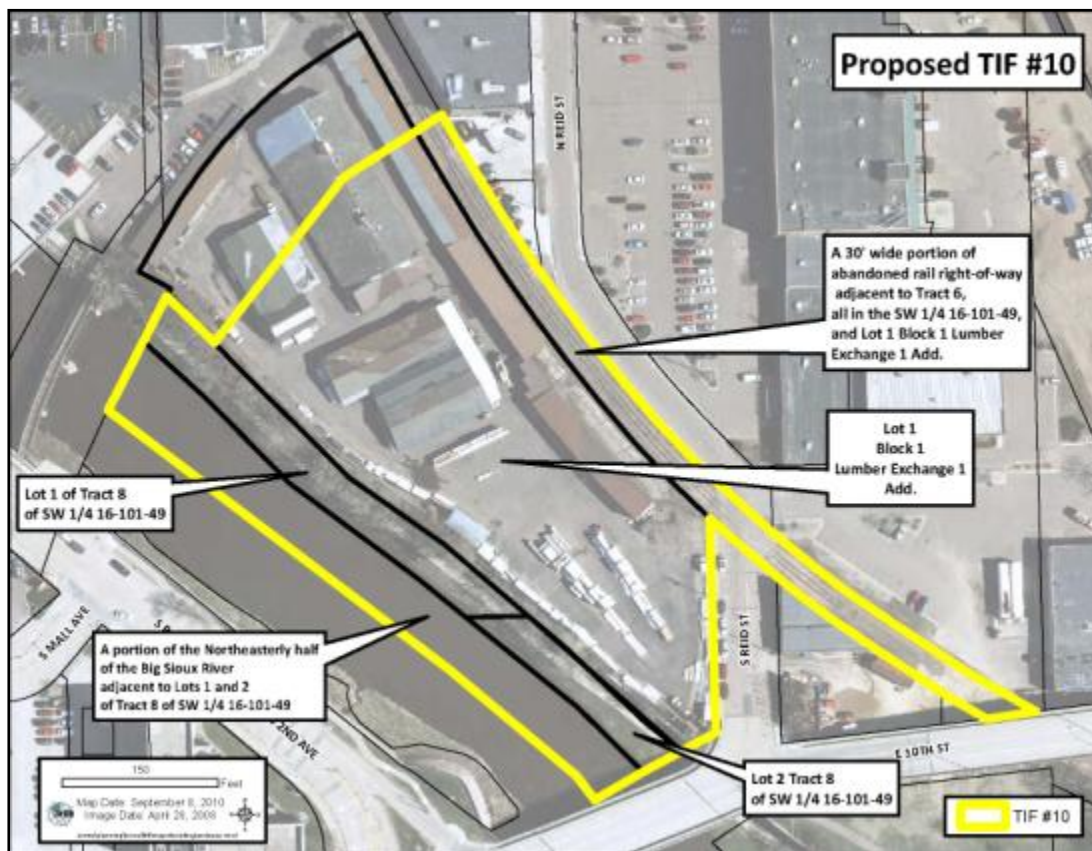 Proposed TIF #10
N REID ST
A 30' wide portion of
abandoned rail right-of-way
adjacent to Tract 6,
all in the SW 1/4 16-101-49,
and Lot 1 Block 1 Lumber
Exchange 1 Add.
Lot 1
Block 1
Lumber Exchange 1
Add.
Lot 1 of Tract 8
of SW 1/4 16-101-49
S MALL AVE
A portion of the Northeasterly half
of the Big Sioux River
adjacent to Lots 1 and 2
of Tract 8 of SW 1/4 16-101-49
2ND AVE
S REID ST
E 10TH ST
Lot 2 Tract 8
of SW 1/4 16-101-49
150
Feet
Map Date: September 8, 2010
Image Date: April 26, 2008
TIF #10